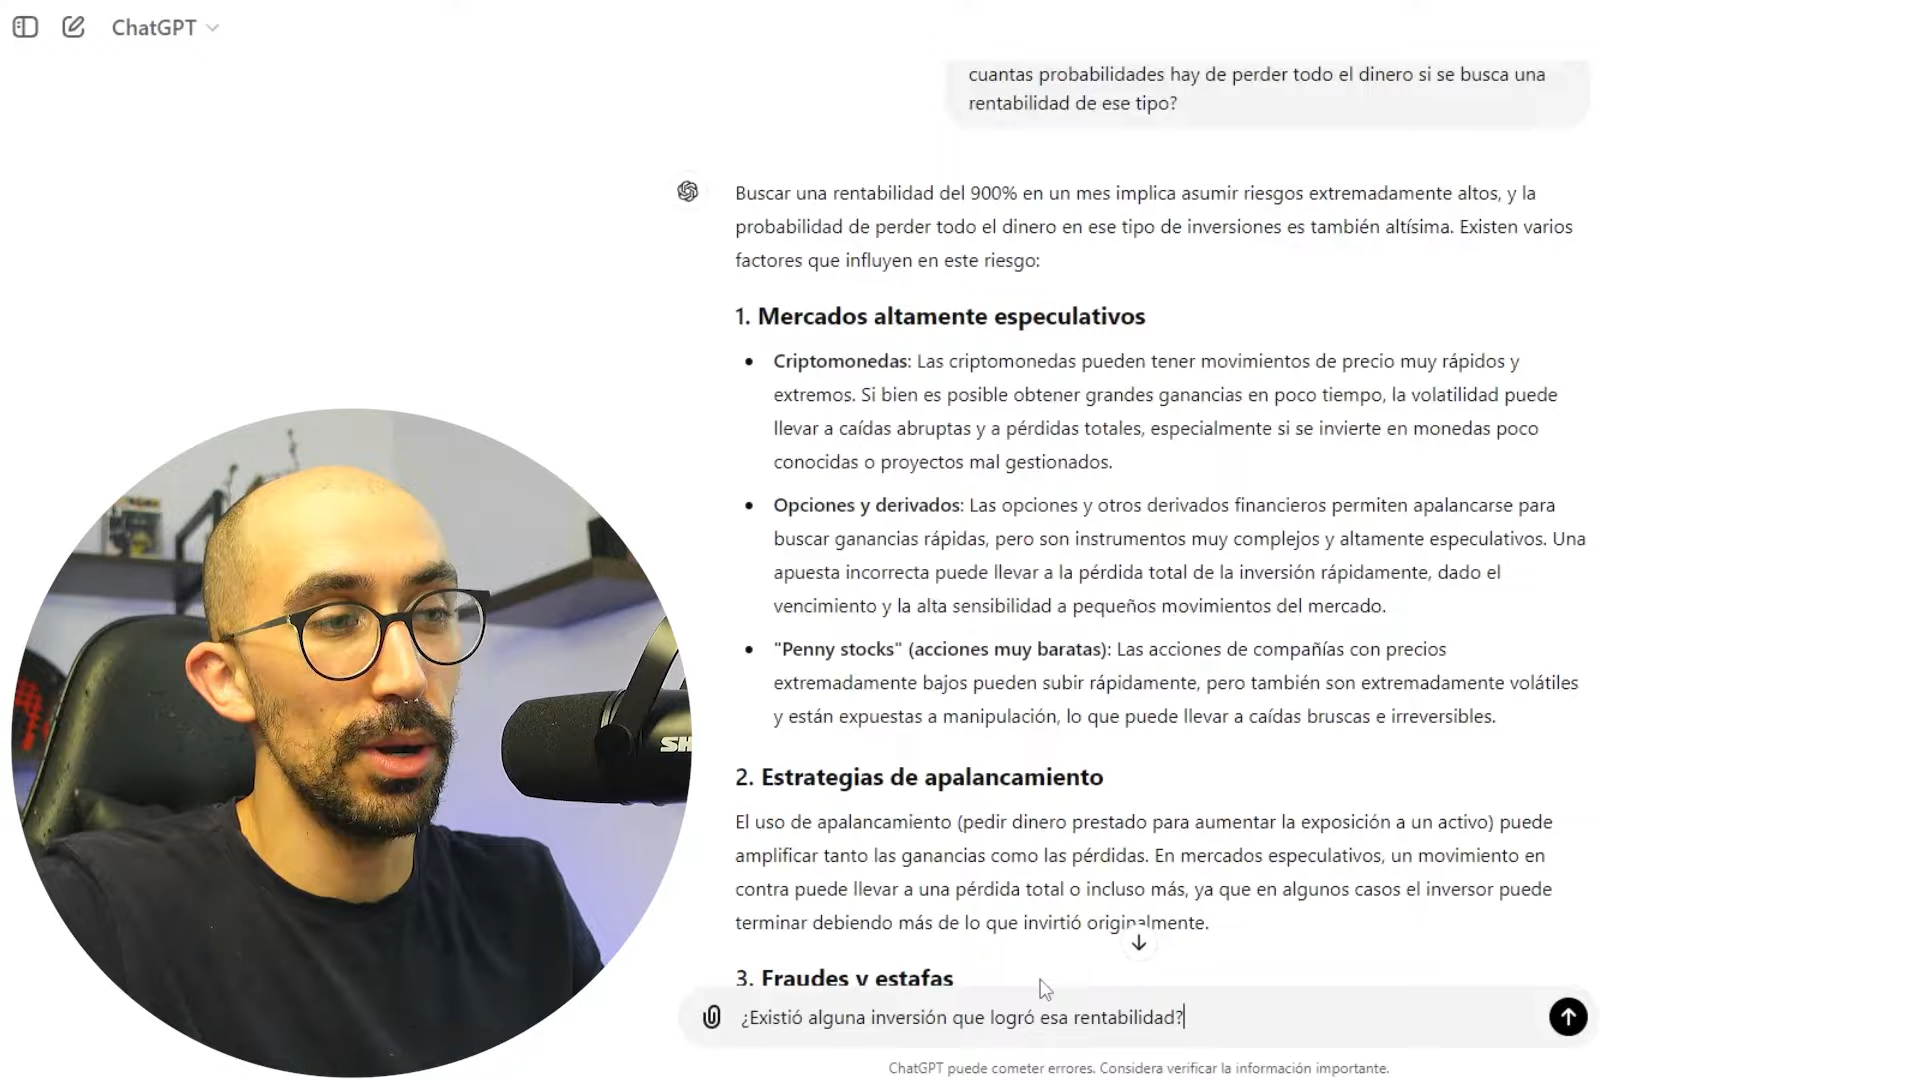 ChatGPT
cuantas probabilidades hay de perder todo el dinero si se busca una
rentabilidad de ese tipo?
Buscar una rentabilidad del 900% en un mes implica asumir riesgos extremadamente altos, y la
probabilidad de perder todo el dinero en ese tipo de inversiones es también altísima. Existen varios
factores que influyen en este riesgo:
1. Mercados altamente especulativos
• Criptomonedas: Las criptomonedas pueden tener movimientos de precio muy rápidos y
extremos. Si bien es posible obtener grandes ganancias en poco tiempo, la volatilidad puede
llevar a caídas abruptas y a pérdidas totales, especialmente si se invierte en monedas poco
conocidas o proyectos mal gestionados.
• Opciones y derivados: Las opciones y otros derivados financieros permiten apalancarse para
buscar ganancias rápidas, pero son instrumentos muy complejos y altamente especulativos. Una
apuesta incorrecta puede llevar a la pérdida total de la inversión rápidamente, dado el
vencimiento y la alta sensibilidad a pequeños movimientos del mercado.
• "Penny stocks" (acciones muy baratas): Las acciones de compañías con precios
extremadamente bajos pueden subir rápidamente, pero también son extremadamente volátiles
y están expuestas a manipulación, lo que puede llevar a caídas bruscas e irreversibles.
SH
2. Estrategias de apalancamiento
El uso de apalancamiento (pedir dinero prestado para aumentar la exposición a un activo) puede
amplificar tanto las ganancias como las pérdidas. En mercados especulativos, un movimiento en
contra puede llevar a una pérdida total o incluso más, ya que en algunos casos el inversor puede
terminar debiendo más de lo que invirtió originalmente.
3. Fraudes y estafas
¿Existió alguna inversión que logró esa rentabilidad?
ChatGPT puede cometer errores. Considera verificar la información importante.